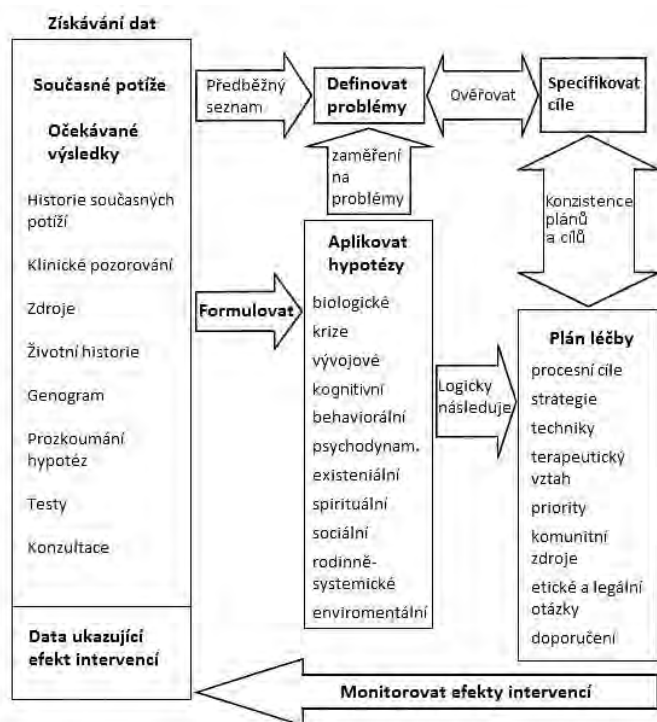 Získávání dat
Současné potíže
Očekávané
výsledky
Historie současných
potíží
Klinické pozorování
Zdroje
Životní historie
Genogram
Prozkoumání
hypotéz
Testy
Konzultace
Data ukazující
efekt intervencí
Předběžný
seznam
Definovat
problémy
Ověřovat
Specifikovat
cíle
zaměření
na
problémy
Konzistence
plánů
a cílů
Formulovat
Aplikovat
hypotézy
biologické
krize
vývojové
kognitivní
behaviorální
psychodynam.
existeniální
spirituální
sociální
rodinně-
systemické
enviromentální
Logicky
následuje
Plán léčby
procesní cíle
strategie
techniky
terapeutický
vztah
priority
komunitní
zdroje
etické a legální
otázky
doporučení
Monitorovat efekty intervencí